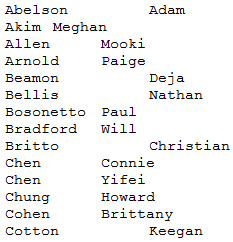 Abelson Adam
Akim Meghan
Allen Mooki
Arnold Paige
Beamon Deja
Bellis Nathan
Bosonetto Paul
Bradford Will
Britto Christian
Chen Connie
Chen Yifei
Chung Howard
Cohen Brittany
Cotton Keegan